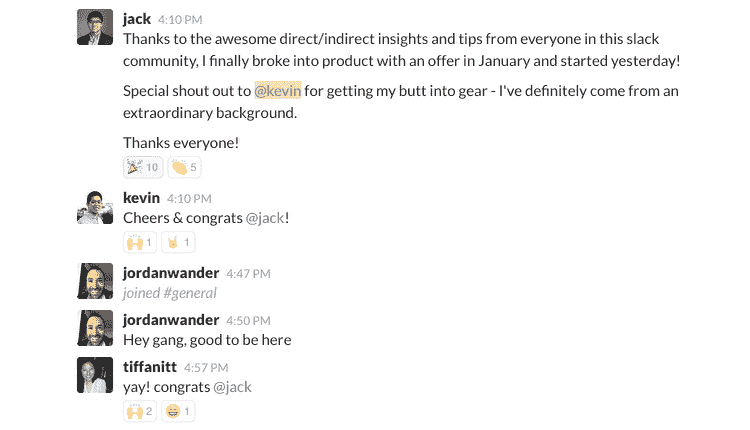 jack 4:10 PM
Thanks to the awesome direct/indirect insights and tips from everyone in this slack
community, I finally broke into product with an offer in January and started yesterday!
Special shout out to @kevin for getting my butt into gear - I've definitely come from an
extraordinary background.
Thanks everyone!
10 5
kevin 4:10 PM
Cheers & congrats @jack!
1 1
jordanwander 4:47 PM
joined #general
jordanwander 4:50 PM
Hey gang, good to be here
tiffanitt 4:57 PM
yay! congrats @jack
2 1